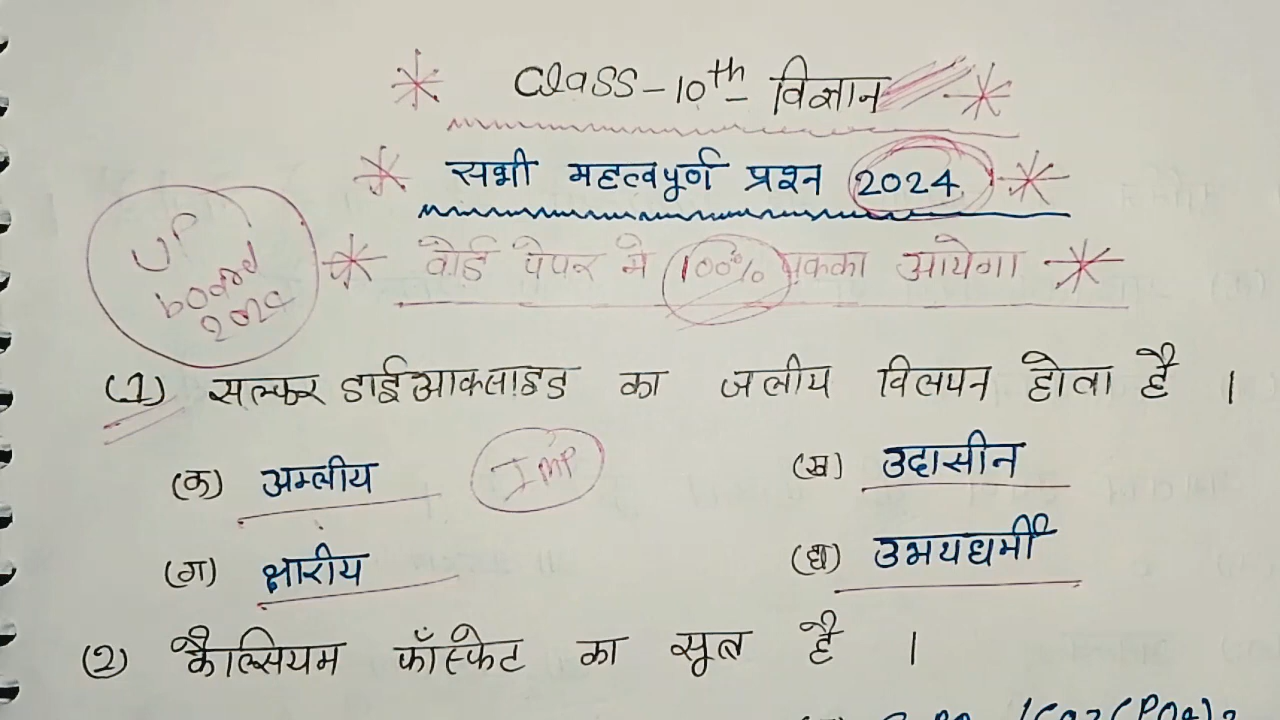 Class-10th विज्ञान
सभी महत्वपूर्ण प्रश्न 2024
UP board 202
बोर्ड पेपर मे 100% पक्का आयेगा
(1) सल्फर डाईआक्साइड का जलीय विलयन होता है ।
(क) अम्लीय IMP (ख) उदासीन
(ग) क्षारीय (घ) उभयधर्मी
(2) कैल्सियम फॉस्फेट का सूत्र है ।